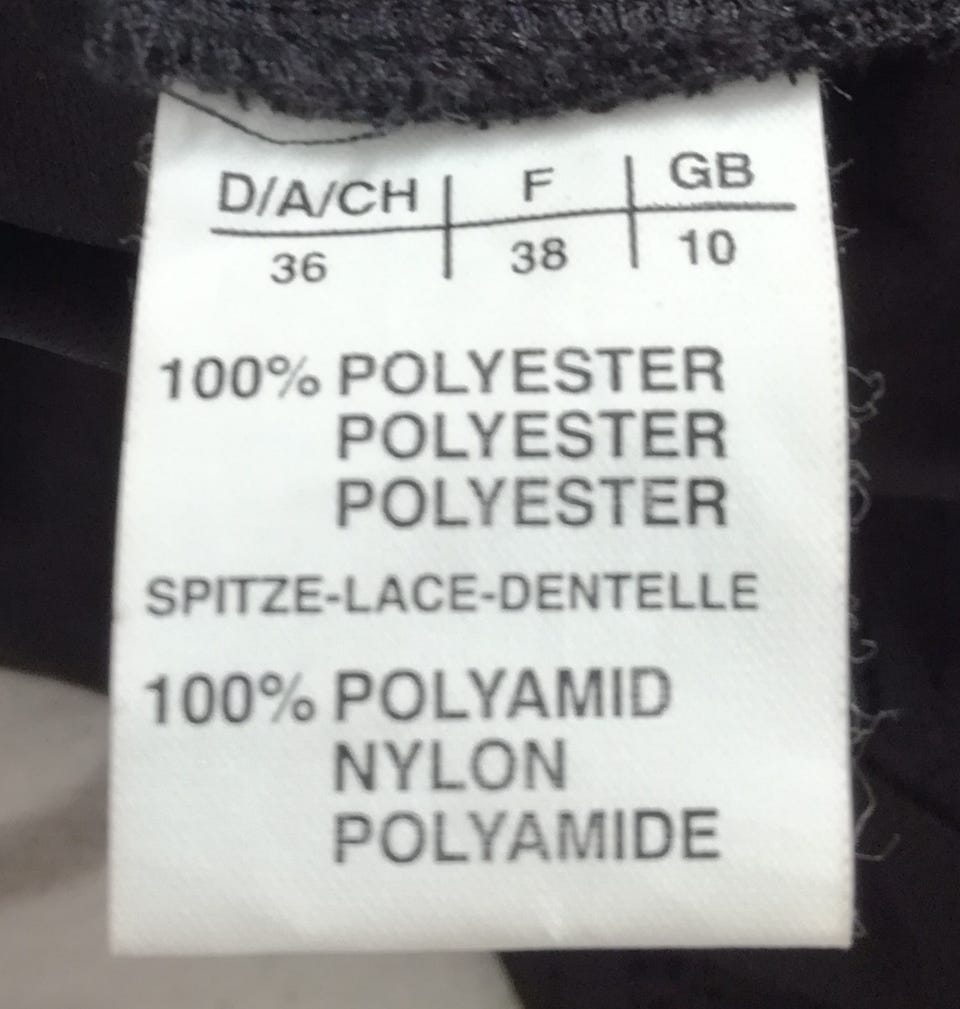 D/A/CH F GB
36 38 10
100% POLYESTER
POLYESTER
POLYESTER
SPITZE-LACE-DENTELLE
100% POLYAMID
NYLON
POLYAMIDE